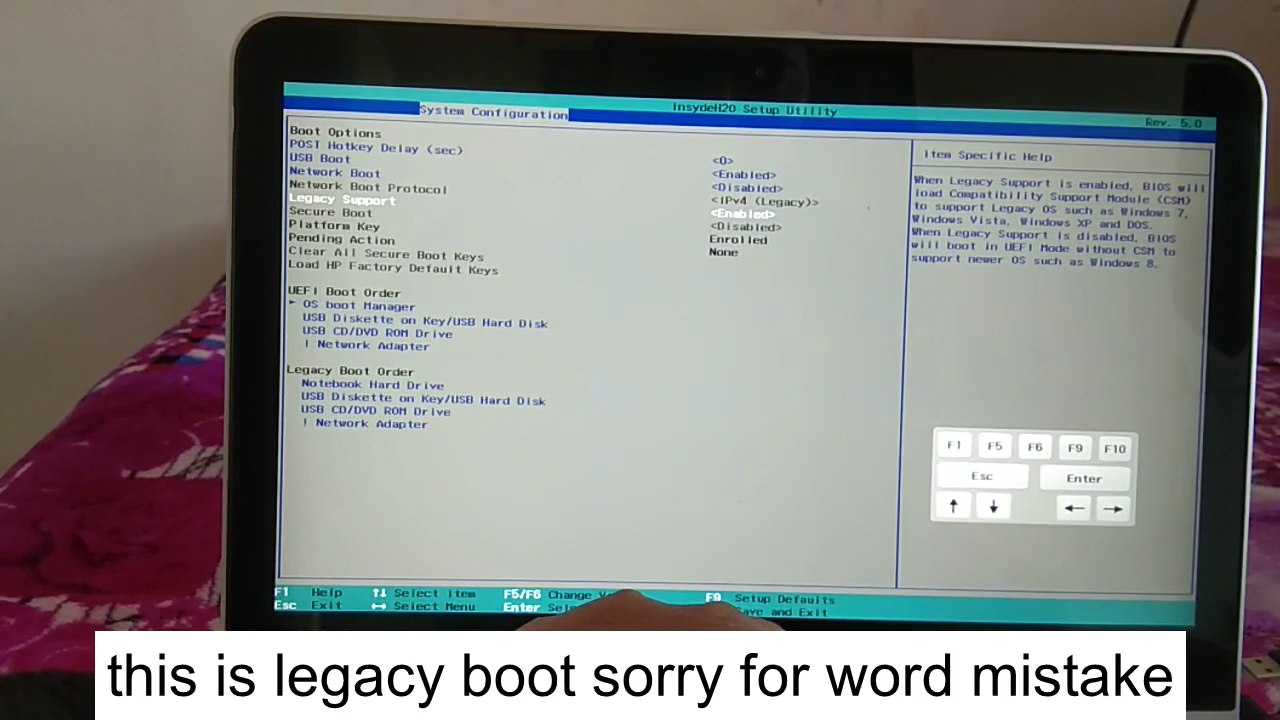 InsydeH20 Setup Utility
Rev. 5.0
System Configuration
Boot Options
POST Hotkey Delay (sec) <0>
USB Boot <Enabled>
Network Boot <Disabled>
Network Boot Protocol <IPv4 (Legacy)>
Legacy Support <Enabled>
Secure Boot <Disabled>
Platform Key Enrolled
Pending Action None
Clear All Secure Boot Keys
Load HP Factory Default Keys
UEFI Boot Order
OS boot Manager
USB Diskette on Key/USB Hard Disk
USB CD/DVD ROM Drive
! Network Adapter
Legacy Boot Order
Notebook Hard Drive
USB Diskette on Key/USB Hard Disk
USB CD/DVD ROM Drive
! Network Adapter
Item Specific Help
When Legacy Support is enabled, BIOS will
load Compatibility Support Module (CSM)
to support Legacy OS such as Windows 7,
Windows Vista, Windows XP and DOS.
When Legacy Support is disabled, BIOS
will boot in UEFI Mode without CSM to
support newer OS such as Windows 8.
F1 F5 F6 F9 F10
Esc Enter
↑ ↓ ← →
F1 Help ↑↓ Select Item F5/F6 Change F9 Setup Defaults
Esc Exit ↔ Select Menu Enter and Exit
this is legacy boot sorry for word mistake